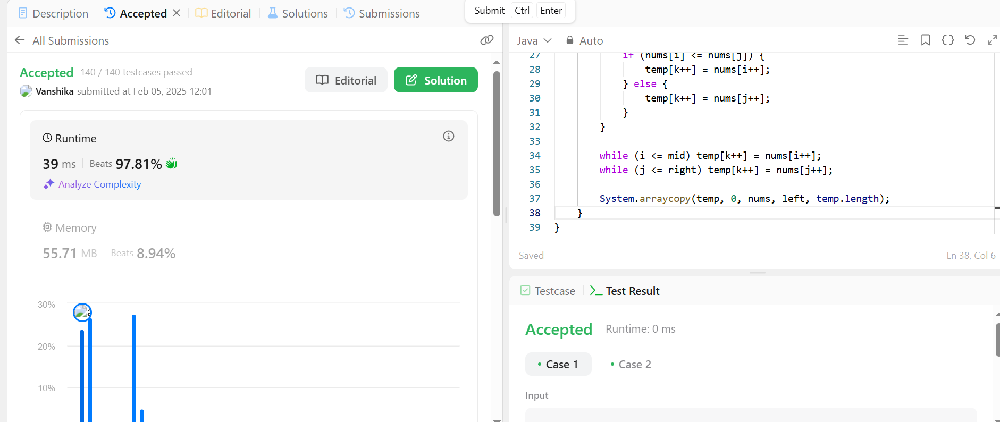 Description
Accepted
Editorial
Solutions
Submissions
Submit Ctrl Enter
All Submissions
Accepted 140 / 140 testcases passed
Vanshika submitted at Feb 05, 2025 12:01
Editorial
Solution
Runtime
39 ms Beats 97.81%
Analyze Complexity
Memory
55.71 MB Beats 8.94%
30%
20%
10%
Java Auto
27 if (nums[i] <= nums[j]) {
28 temp[k++] = nums[i++];
29 } else {
30 temp[k++] = nums[j++];
31 }
32 }
33
34 while (i <= mid) temp[k++] = nums[i++];
35 while (j <= right) temp[k++] = nums[j++];
36
37 System.arraycopy(temp, 0, nums, left, temp.length);
38 }
39 }
Saved
Ln 38, Col 6
Testcase
Test Result
Accepted Runtime: 0 ms
Case 1
Case 2
Input